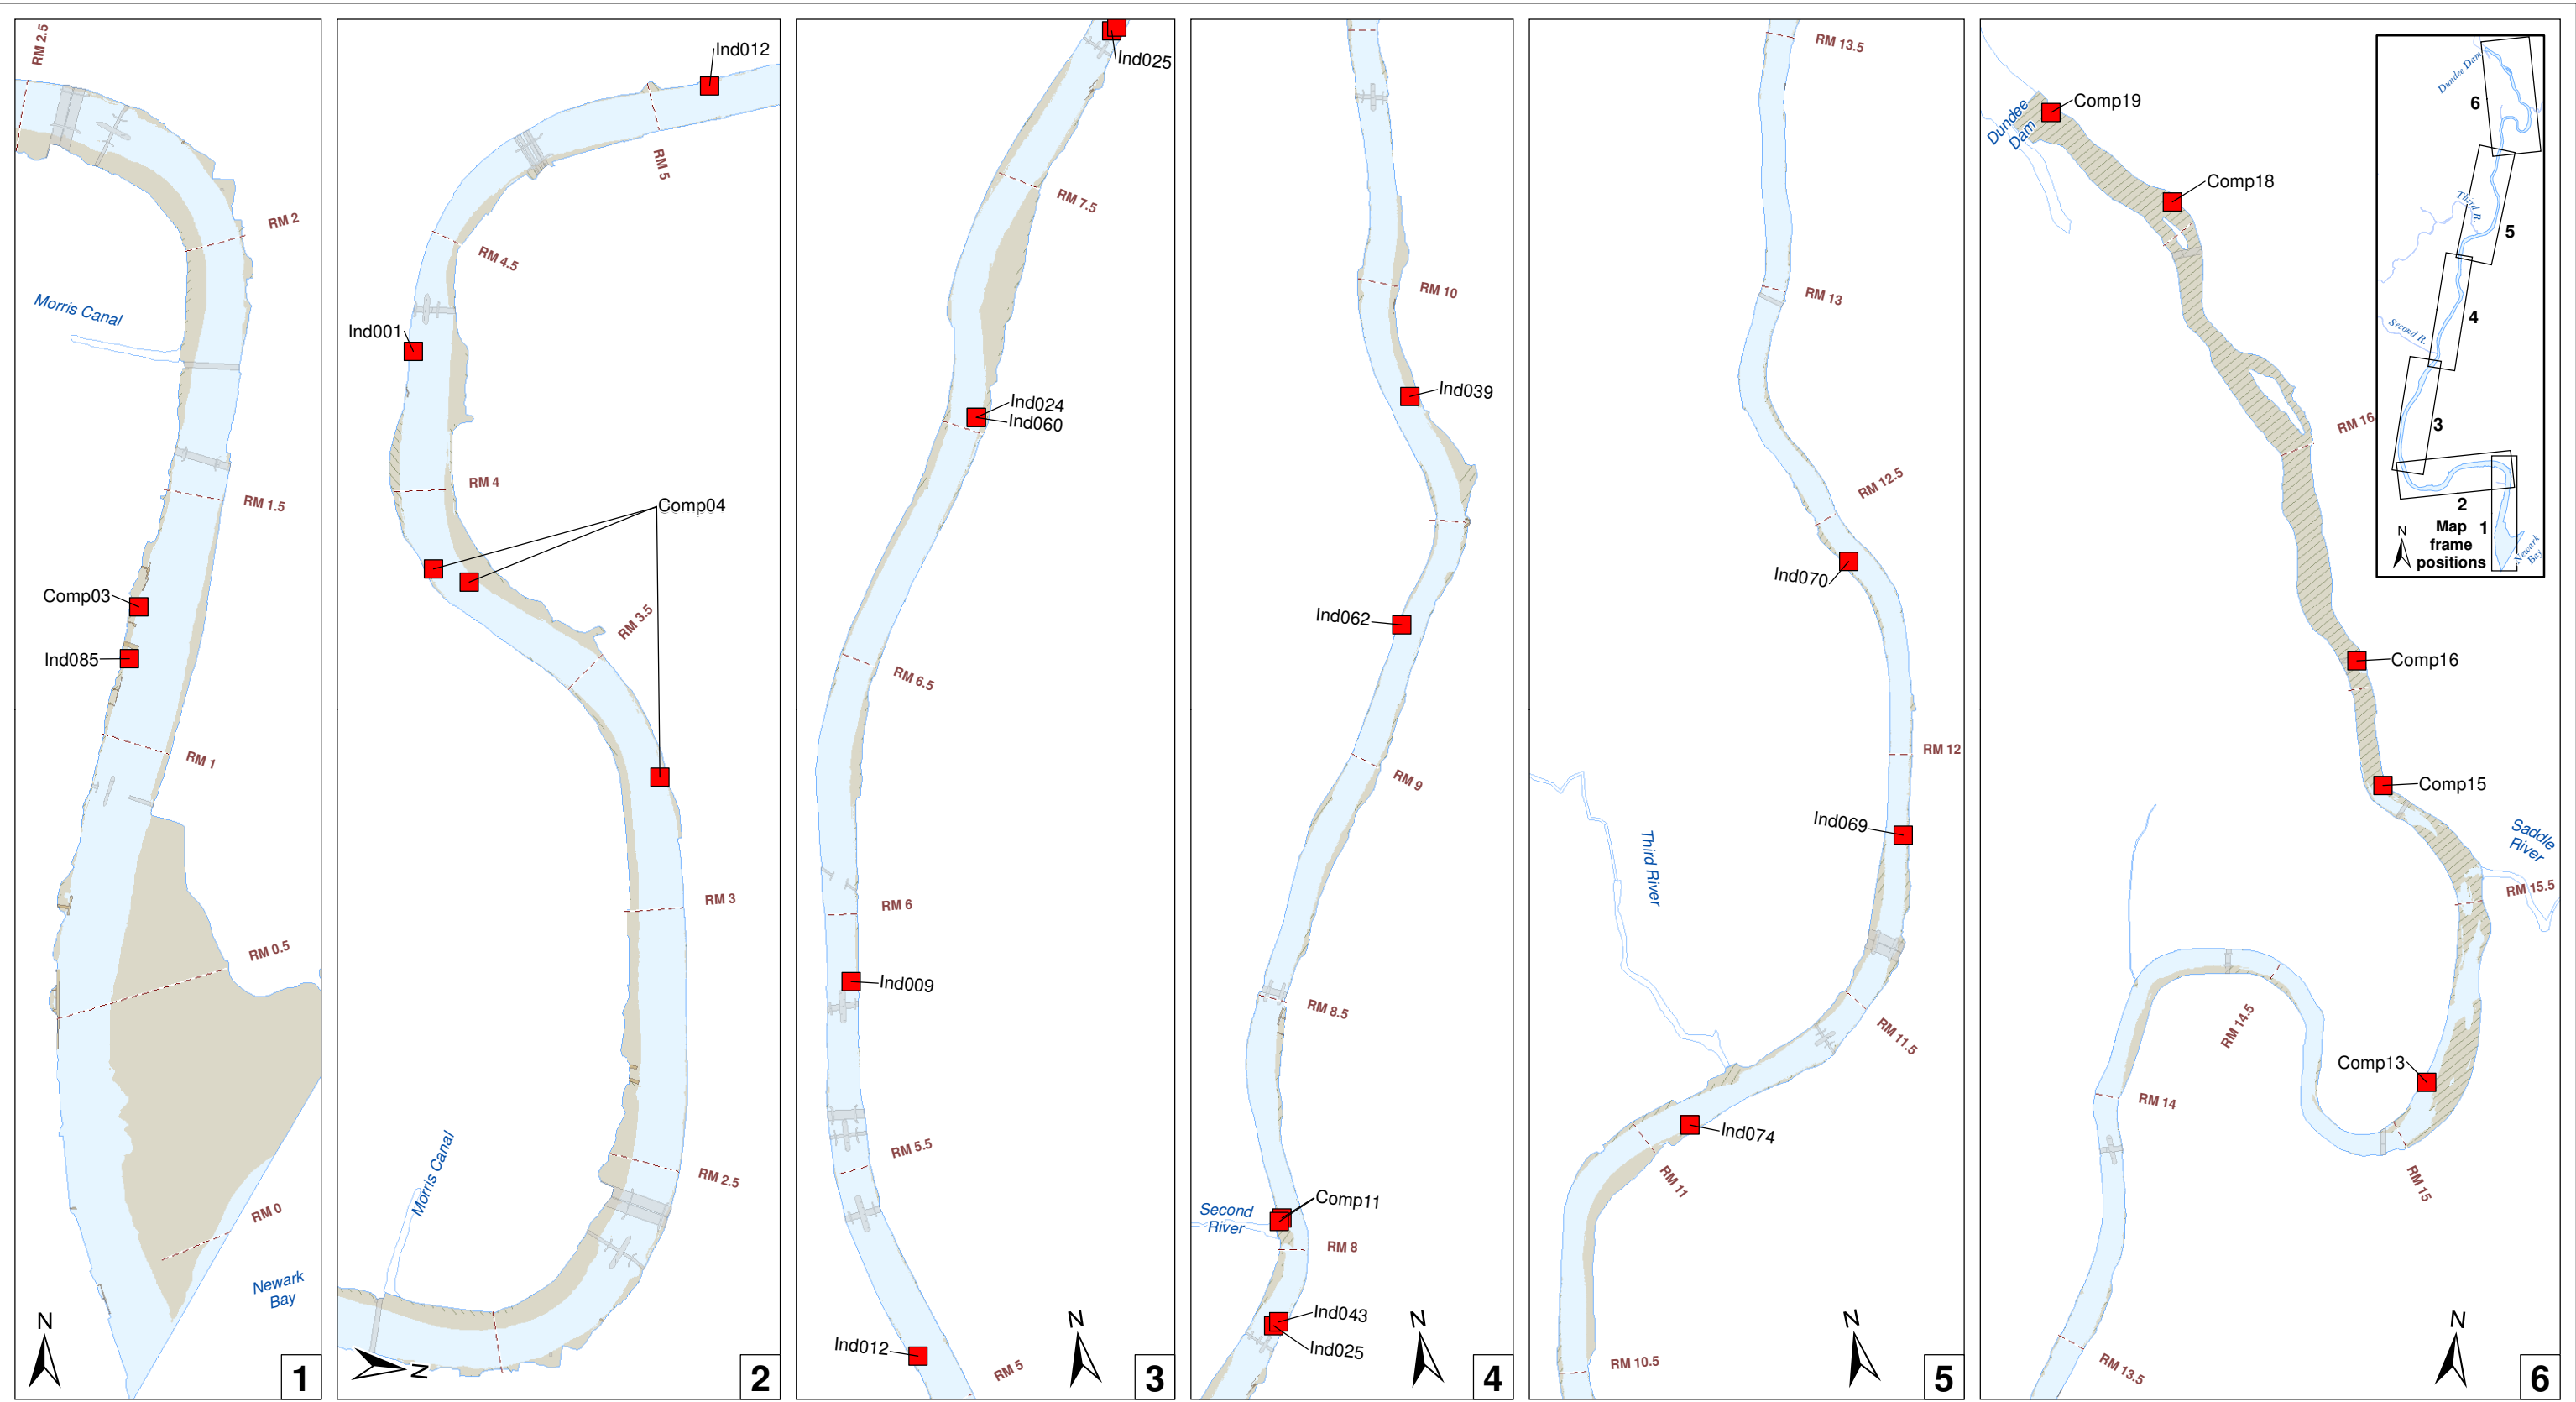 RM 2.5
RM 2
Morris Canal
RM 1.5
Comp03
Ind085
RM 1
RM 0.5
RM 0
Newark
Bay
N
1
Ind012
RM 5
RM 4.5
Ind001
RM 4
Comp04
RM 3.5
RM 3
RM 2.5
Morris Canal
N
2
Ind025
RM 7.5
Ind024
Ind060
RM 6.5
RM 6
Ind009
RM 5.5
Ind012
RM 5
N
3
RM 10
Ind039
Ind062
RM 9
RM 8.5
Comp11
Second
River
RM 8
Ind043
Ind025
N
4
RM 13.5
RM 13
RM 12.5
Ind070
RM 12
Ind069
Third River
RM 11.5
Ind074
RM 11
RM 10.5
N
5
Comp19
Dundee
Dam
Comp18
RM 16
Comp16
Comp15
Saddle
River
RM 15.5
RM 14.5
Comp13
RM 14
RM 15
RM 13.5
N
6
Dundee Dam
6
Third R.
5
4
Second R.
3
2
1
N
Map
frame
positions
Newark
Bay